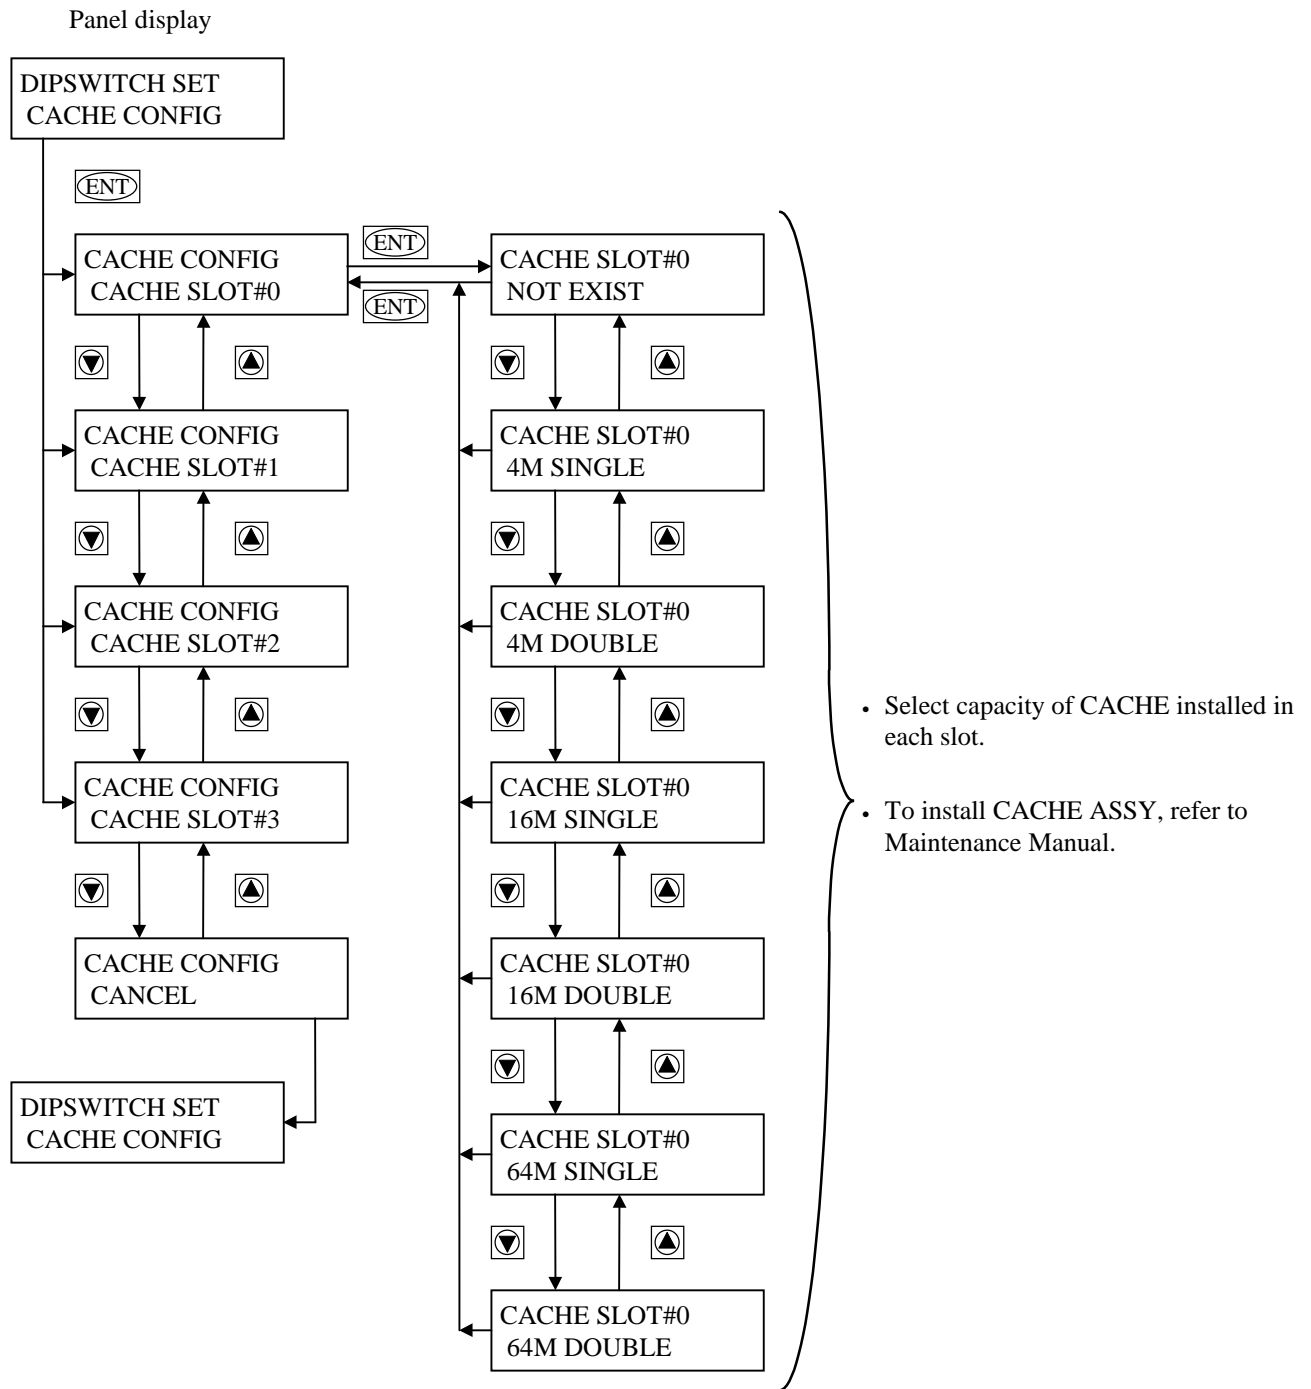 Panel display
DIPSWITCH SET
CACHE CONFIG
ENT
CACHE CONFIG
CACHE SLOT#0
ENT
ENT
CACHE SLOT#0
NOT EXIST
CACHE CONFIG
CACHE SLOT#1
CACHE SLOT#0
4M SINGLE
CACHE CONFIG
CACHE SLOT#2
CACHE SLOT#0
4M DOUBLE
• Select capacity of CACHE installed in
each slot.
CACHE CONFIG
CACHE SLOT#3
CACHE SLOT#0
16M SINGLE
• To install CACHE ASSY, refer to
Maintenance Manual.
CACHE CONFIG
CANCEL
CACHE SLOT#0
16M DOUBLE
DIPSWITCH SET
CACHE CONFIG
CACHE SLOT#0
64M SINGLE
CACHE SLOT#0
64M DOUBLE